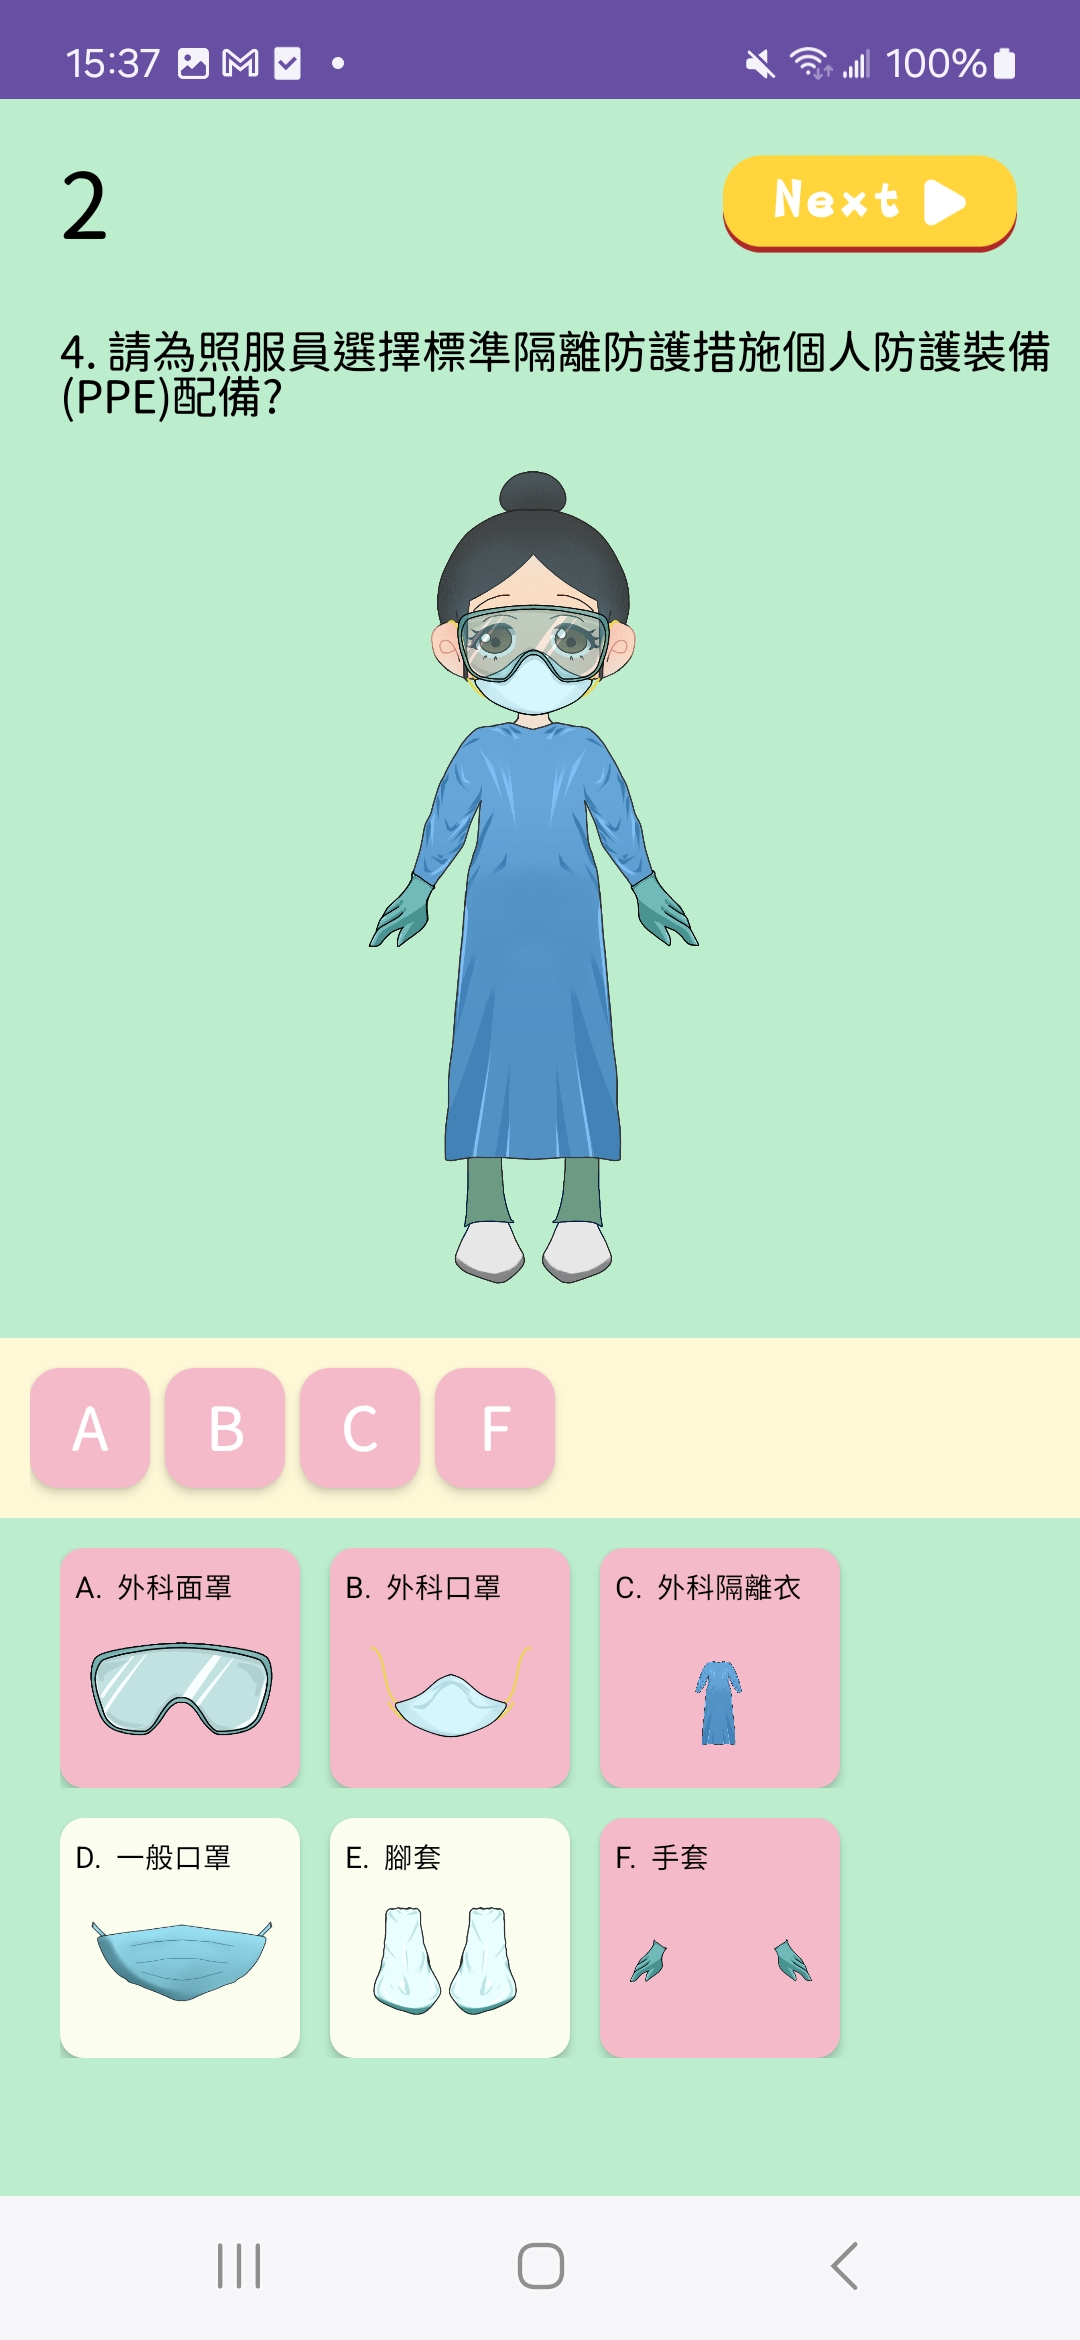 15:37
100%
2
Next
4. 請為照服員選擇標準隔離防護措施個人防護裝備
(PPE)配備?
A
B
C
F
A. 外科面罩
B. 外科口罩
C. 外科隔離衣
D. 一般口罩
E. 腳套
F. 手套